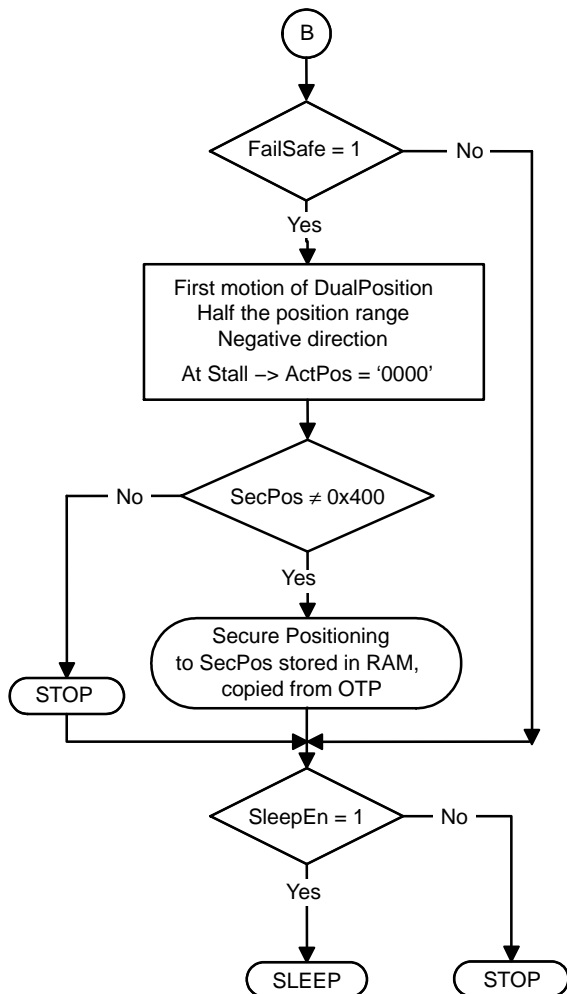 B
FailSafe = 1
No
Yes
First motion of DualPosition
Half the position range
Negative direction
At Stall −> ActPos = ‘0000’
No
SecPos ≠ 0x400
Yes
Secure Positioning
to SecPos stored in RAM,
copied from OTP
STOP
SleepEn = 1
No
Yes
SLEEP
STOP